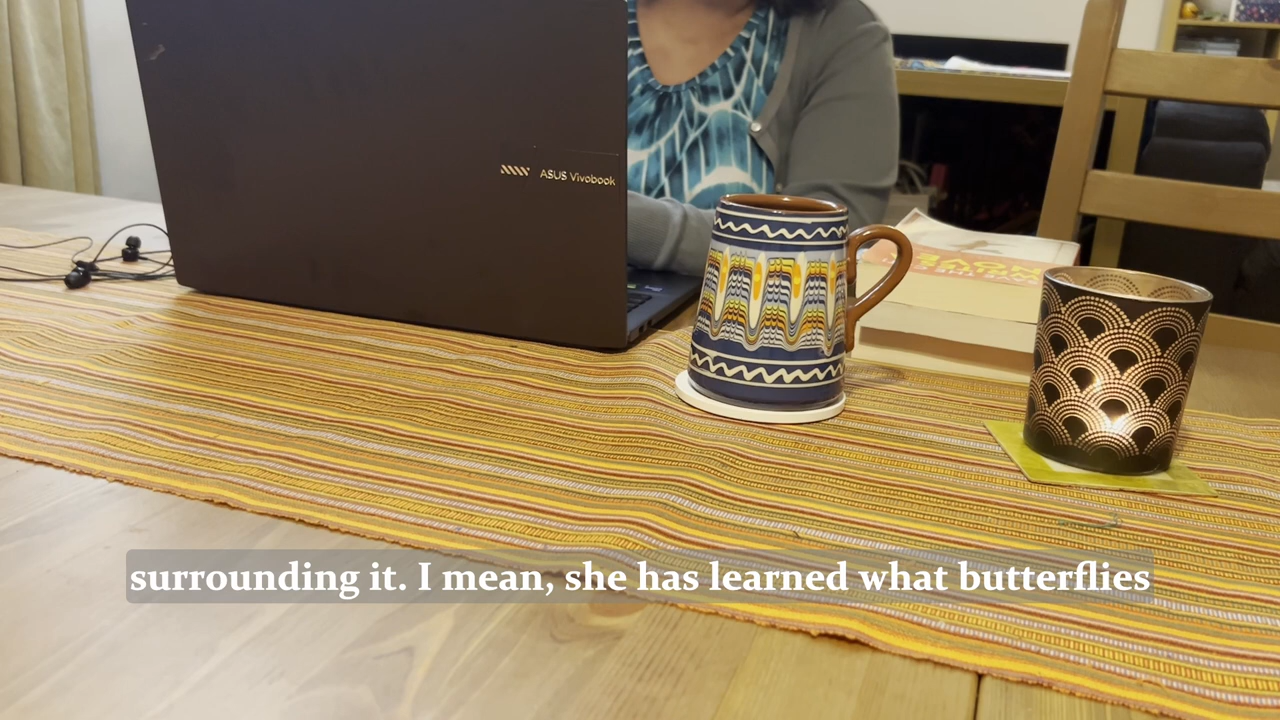 ASUS Vivobook
surrounding it. I mean, she has learned what butterflies